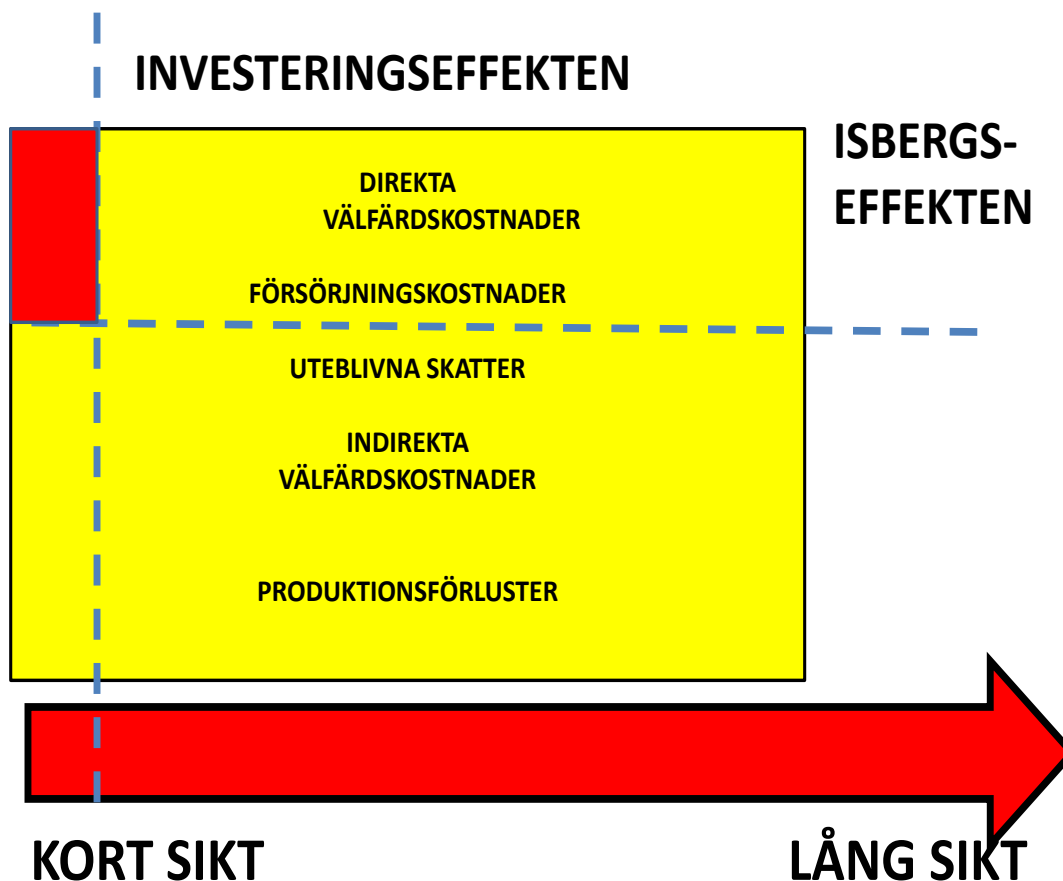 INVESTERINGSEFFEKTEN
ISBERGS-
EFFEKTEN
DIREKTA
VÄLFÄRDSKOSTNADER
FÖRSÖRJNINGSKOSTNADER
UTEBLIVNA SKATTER
INDIREKTA
VÄLFÄRDSKOSTNADER
PRODUKTIONSFÖRLUSTER
KORT SIKT
LÅNG SIKT